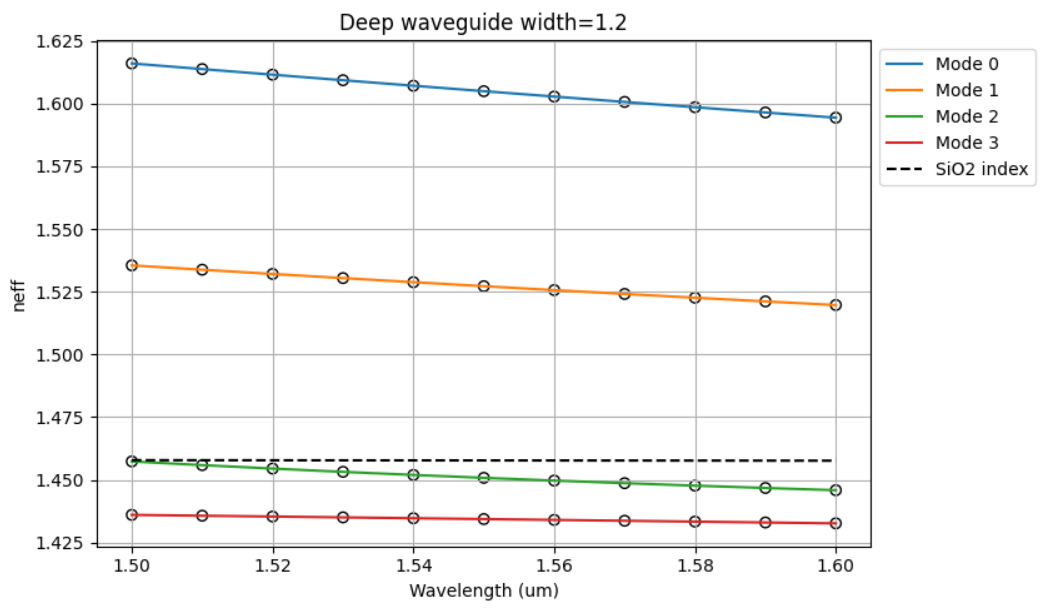 Deep waveguide width=1.2
1.625
1.600
1.575
1.550
1.525
1.500
1.475
1.450
1.425
neff
1.50 1.52 1.54 1.56 1.58 1.60
Wavelength (um)
Mode 0
Mode 1
Mode 2
Mode 3
SiO2 index